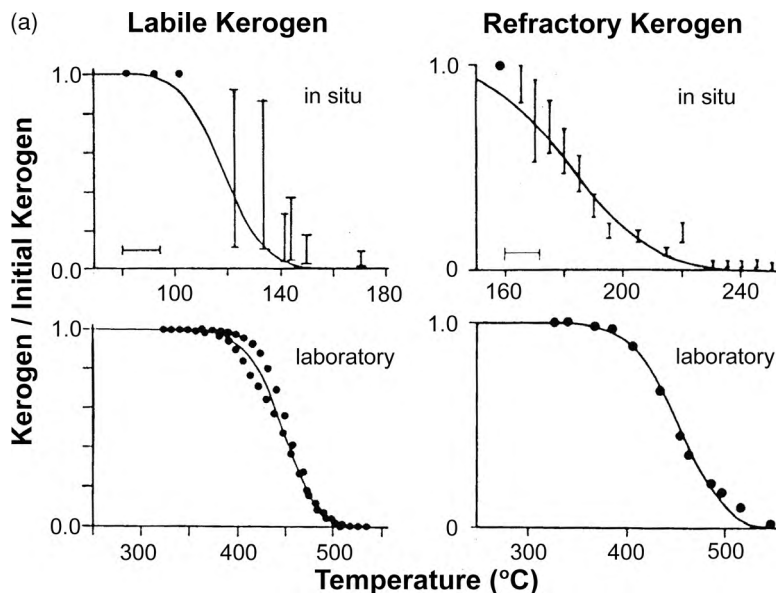 (a)
Labile Kerogen
Refractory Kerogen
Kerogen / Initial Kerogen
1.0
in situ
0.0
100
140
180
1.0
in situ
0
160
200
240
1.0
laboratory
0.0
300
400
500
1.0
laboratory
0
300
400
500
Temperature (°C)